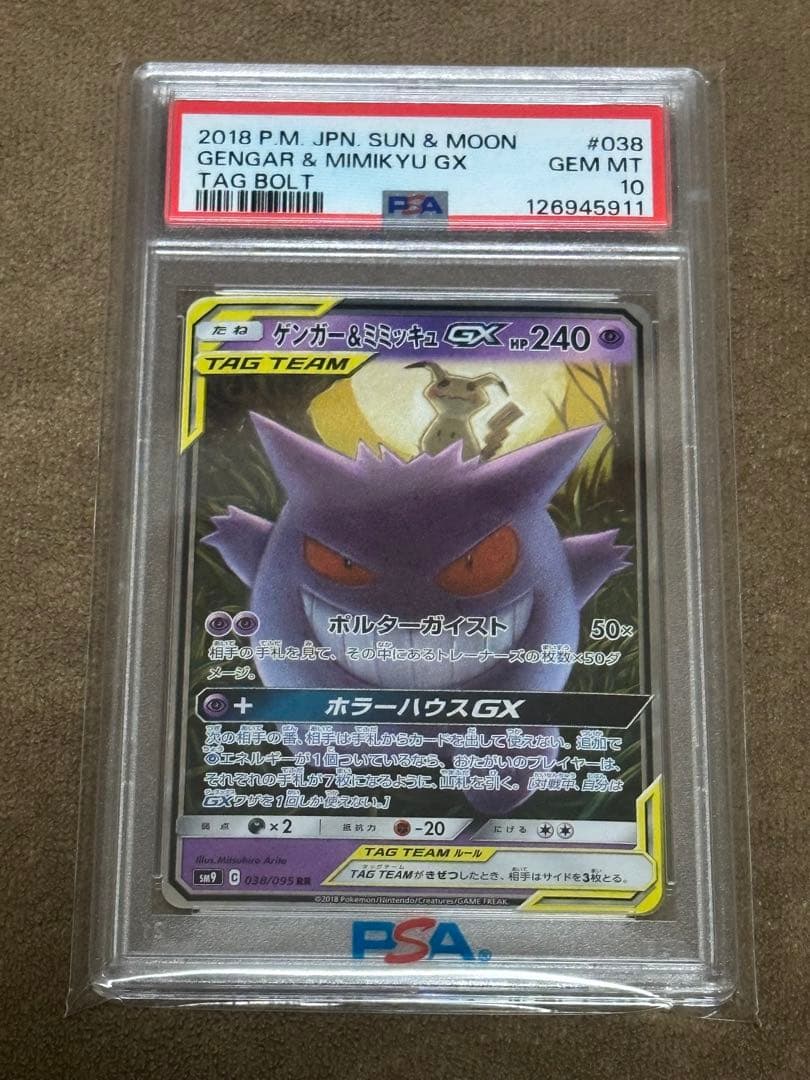 2018 P.M. JPN. SUN & MOON #038
GENGAR & MIMIKYU GX GEM MT
TAG BOLT 10
PSA 126945911
たね ゲンガー&ミミッキュGX HP240
TAG TEAM
ポルターガイスト 50×
相手の手札を見て、その中にあるトレーナーズの枚数×50ダ
メージ。
+ ホラーハウスGX
次の相手の番、相手は手札からカードを出して使えない。追加で
エネルギーが1個ついているなら、おたがいのプレイヤーは、
それぞれの手札が7枚になるように、山札を引く。[対戦中、自分は
GXワザを1回しか使えない。]
弱点 ×2 抵抗力 -20 にげる
Illus. Mitsuhiro Arita
TAG TEAM ルール
SM9 C 038/095 RR
TAG TEAMがきぜつしたとき、相手はサイドを3枚とる。
©2018 Pokémon/Nintendo/Creatures/GAME FREAK.
PSA